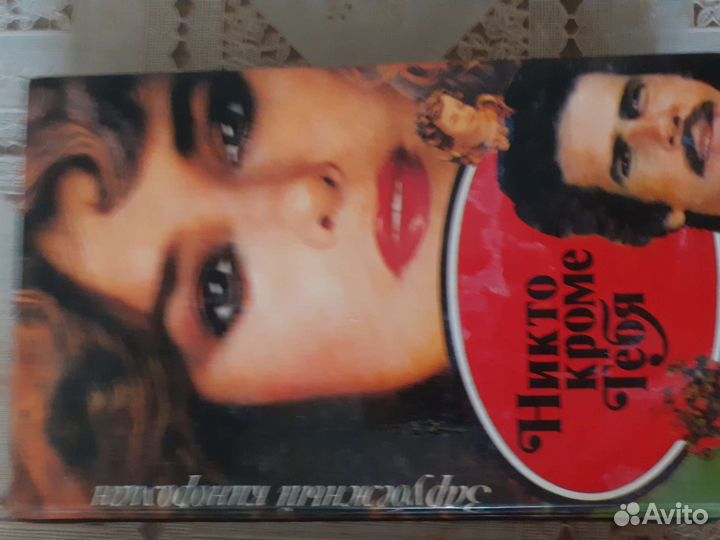 Зарубежный кинороман
Никто
кроме
Тебя
Avito